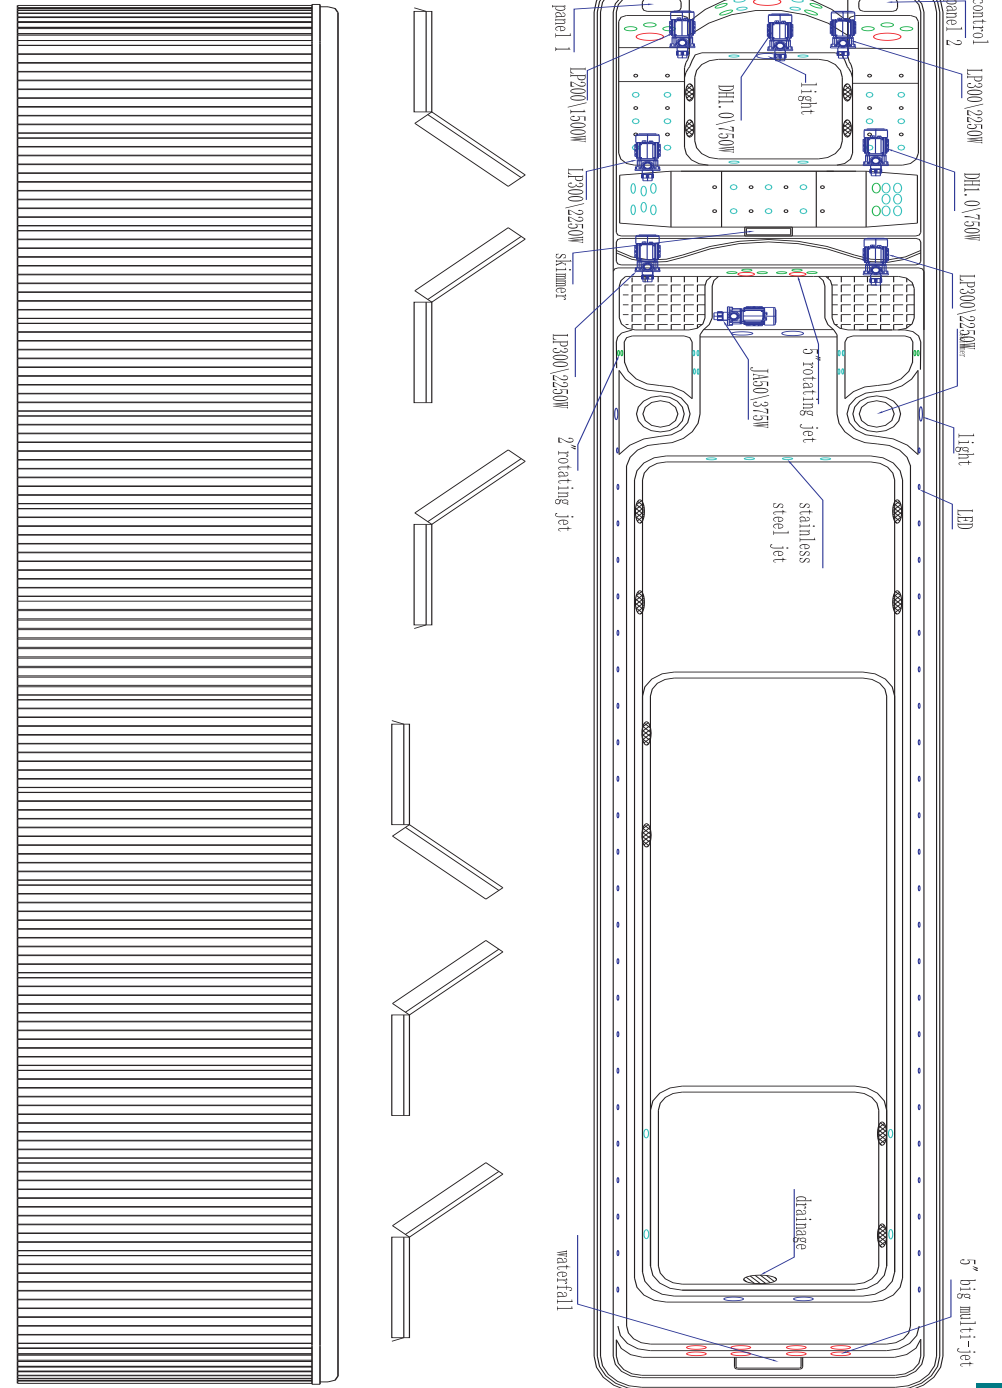 control
panel 2
panel 1
LP200\1500W
DH1.0\750W
light
LP300\2250W
LP300\2250W
DH1.0\750W
skimmer
LP300\2250W
LP300\2250W
5" rotating jet
JA50\375W
2" rotating jet
light
LED
stainless
steel jet
drainage
waterfall
5" big multi-jet